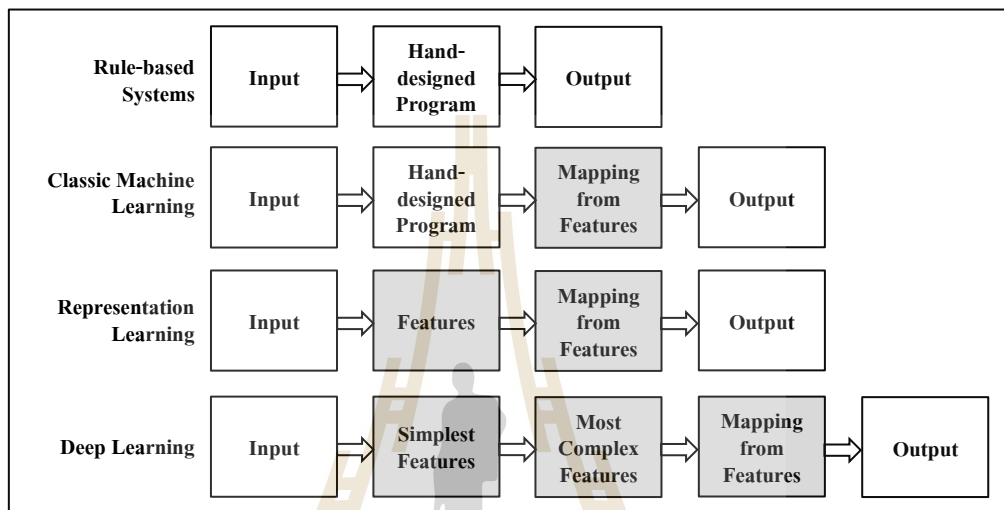 Rule-based
Systems
Input
Hand-
designed
Program
Output
Classic Machine
Learning
Input
Hand-
designed
Program
Mapping
from
Features
Output
Representation
Learning
Input
Features
Mapping
from
Features
Output
Deep Learning
Input
Simplest
Features
Most
Complex
Features
Mapping
from
Features
Output